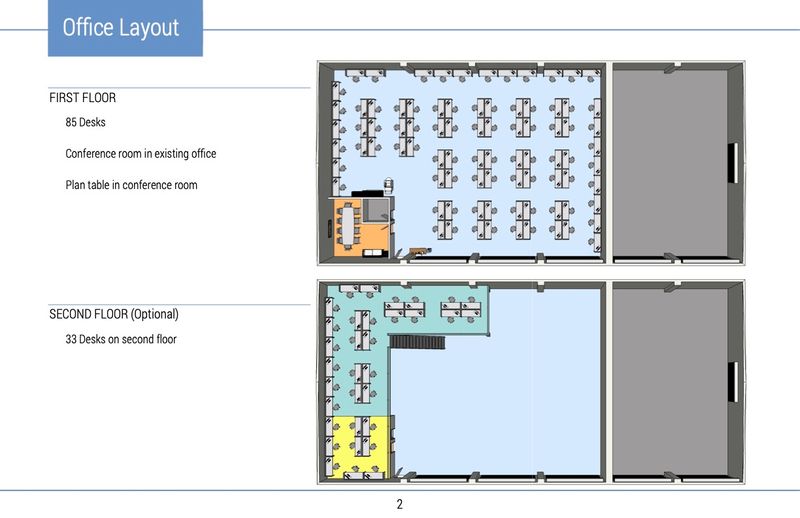 Office Layout
FIRST FLOOR
85 Desks
Conference room in existing office
Plan table in conference room
SECOND FLOOR (Optional)
33 Desks on second floor
2